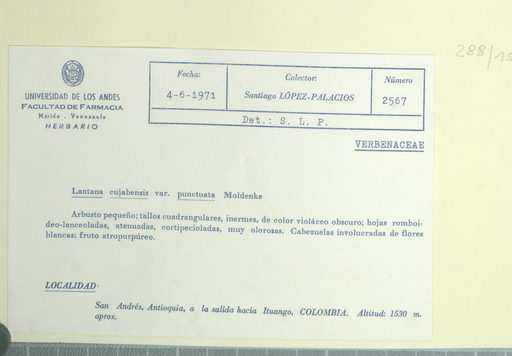 288/19
UNIVERSIDAD DE LOS ANDES
FACULTAD DE FARMACIA
Mérida . Venezuela
HERBARIO
Fecha: Colector: Número
4-6-1971 Santiago LÓPEZ-PALACIOS 2567
Det.: S. L. P.
VERBENACEAE
Lantana cujabensis var. punctuata Moldenke
Arbusto pequeño; tallos cuadrangulares, inermes, de color violáceo obscuro; hojas romboi-
deo-lanceoladas, atenuadas, cortipecioladas, muy olorosas. Cabezuelas involucradas de flores
blancas; fruto atropurpúreo.
LOCALIDAD:
San Andrés, Antioquia, a la salida hacia Ituango, COLOMBIA. Altitud: 1530 m.
aprox.